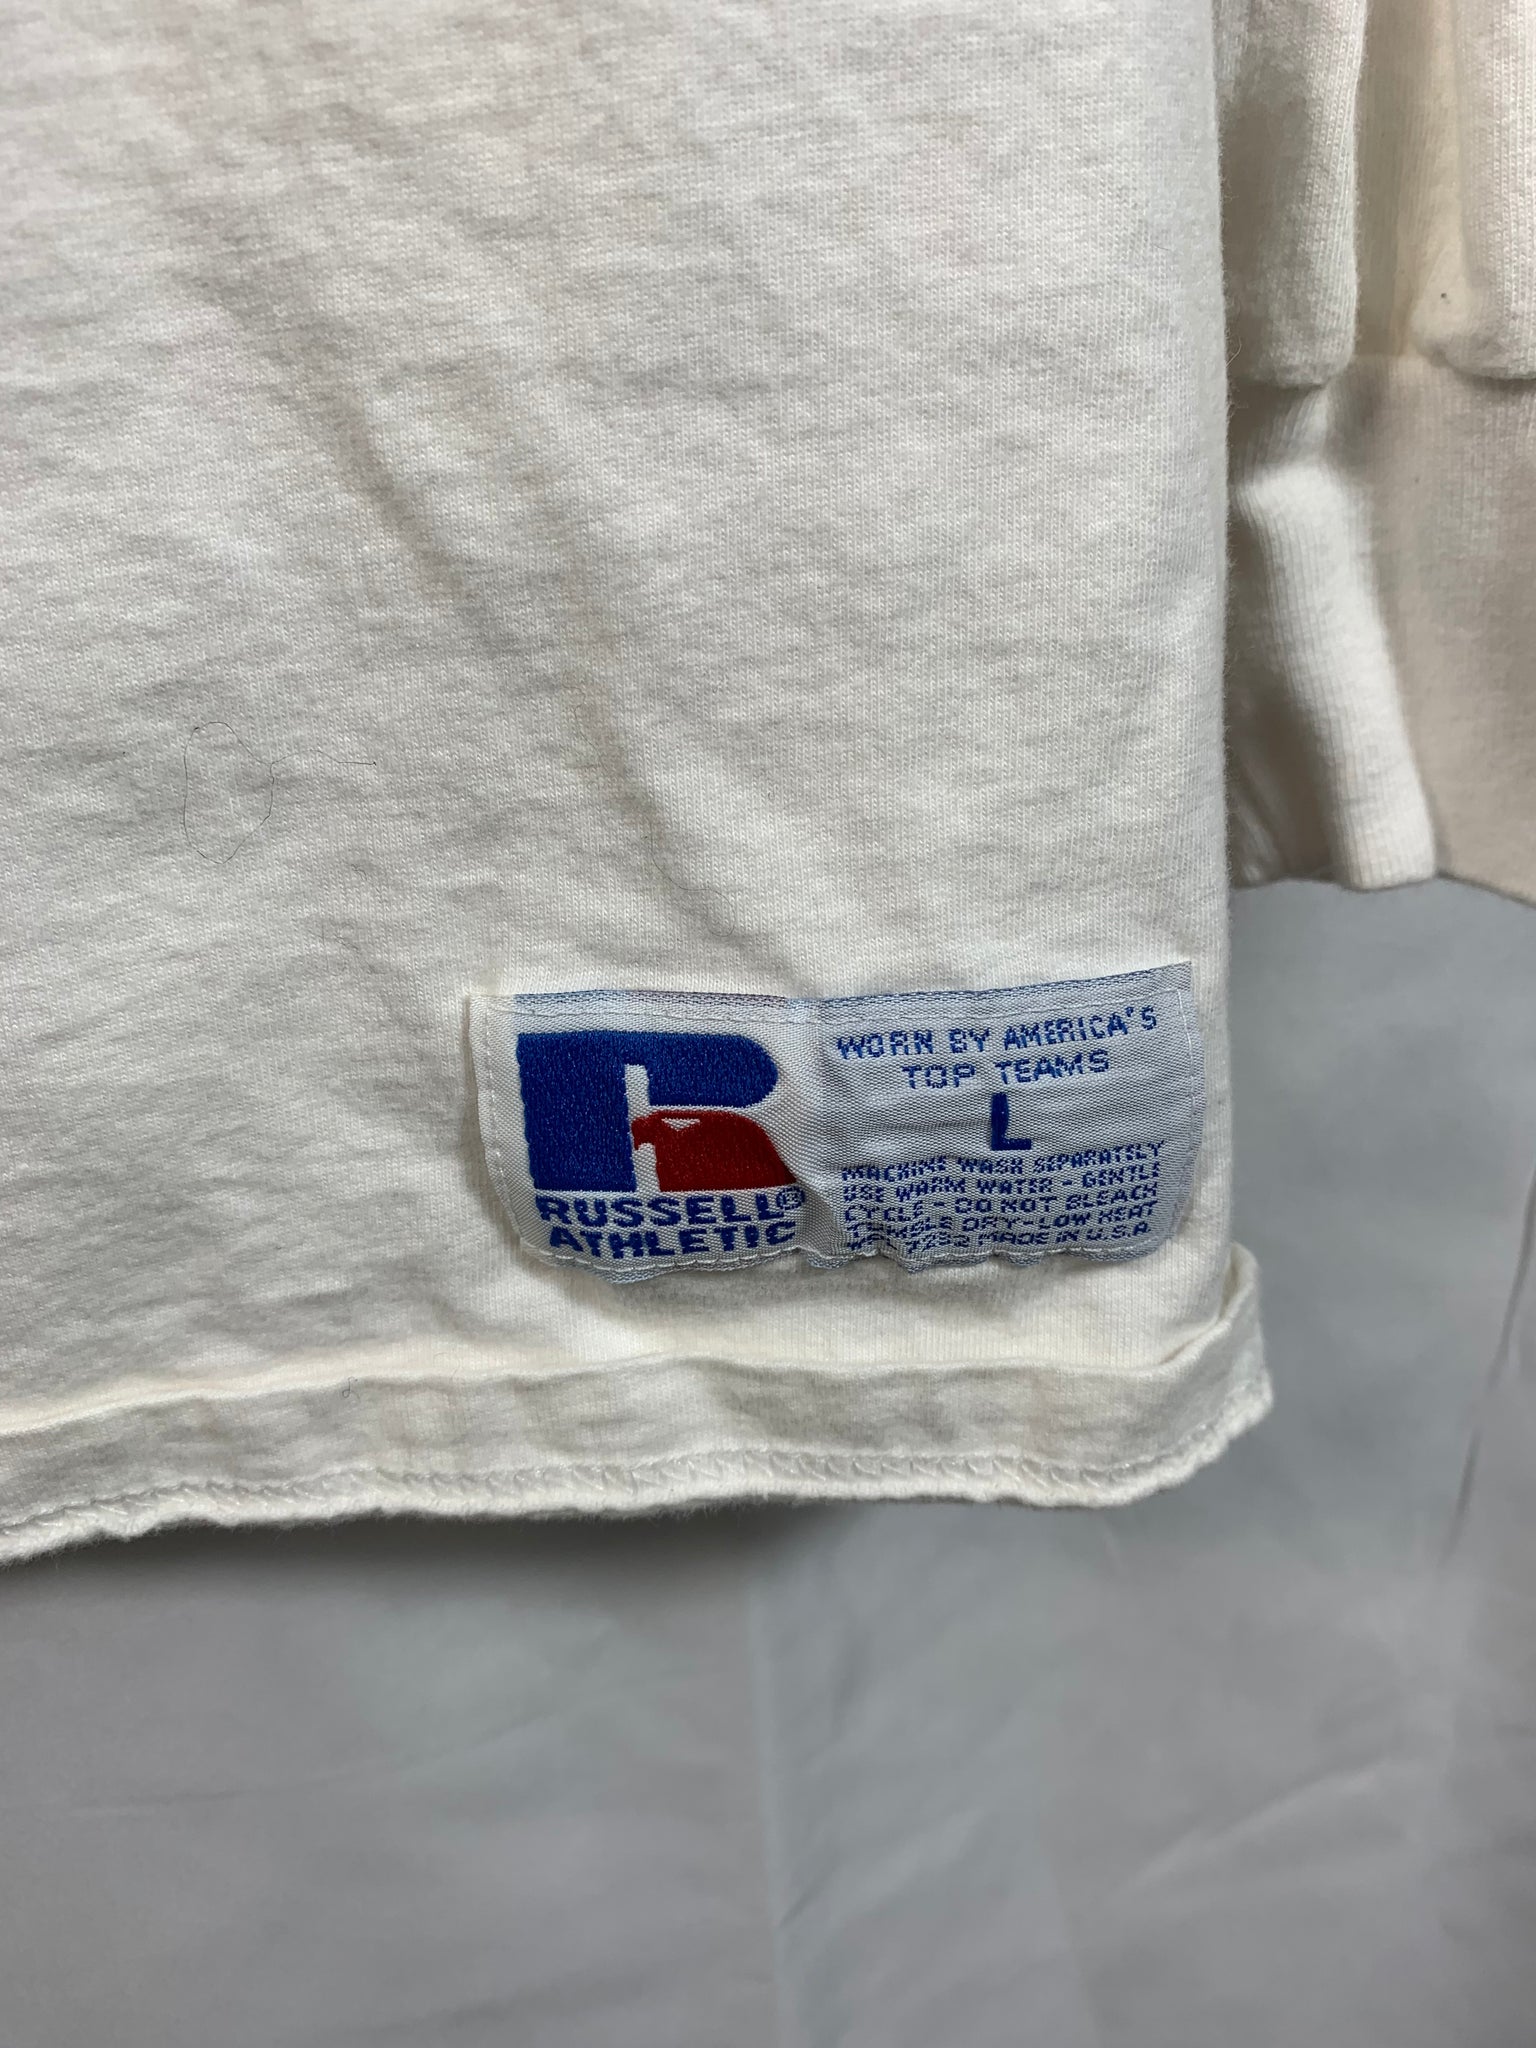 RUSSELL®
ATHLETIC
WORN BY AMERICA'S
TOP TEAMS
L
MACHINE WASH SEPARATELY
USE WARM WATER - GENTLE
CYCLE - DO NOT BLEACH
TUMBLE DRY - LOW HEAT
MADE IN U.S.A.